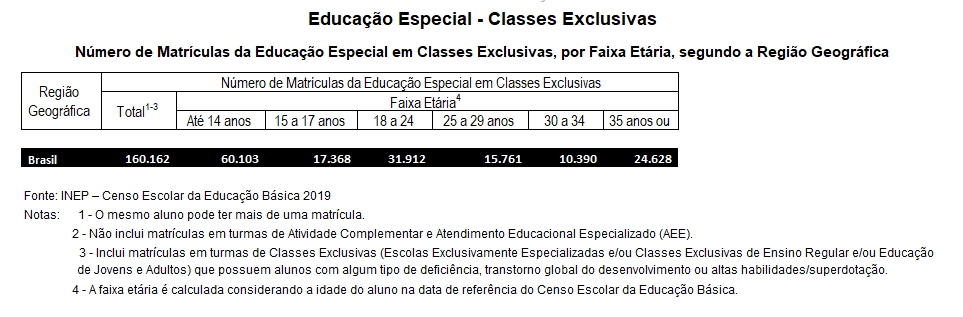 Educação Especial - Classes Exclusivas
Número de Matrículas da Educação Especial em Classes Exclusivas, por Faixa Etária, segundo a Região Geográfica
Região Geográfica
Número de Matrículas da Educação Especial em Classes Exclusivas
Total1-3
Faixa Etária4
Até 14 anos 15 a 17 anos 18 a 24 25 a 29 anos 30 a 34 35 anos ou
Brasil 160.162 60.103 17.368 31.912 15.761 10.390 24.628
Fonte: INEP – Censo Escolar da Educação Básica 2019
Notas: 1 - O mesmo aluno pode ter mais de uma matrícula.
2 - Não inclui matrículas em turmas de Atividade Complementar e Atendimento Educacional Especializado (AEE).
3 - Inclui matrículas em turmas de Classes Exclusivas (Escolas Exclusivamente Especializadas e/ou Classes Exclusivas de Ensino Regular e/ou Educação
de Jovens e Adultos) que possuem alunos com algum tipo de deficiência, transtorno global do desenvolvimento ou altas habilidades/superdotação.
4 - A faixa etária é calculada considerando a idade do aluno na data de referência do Censo Escolar da Educação Básica.